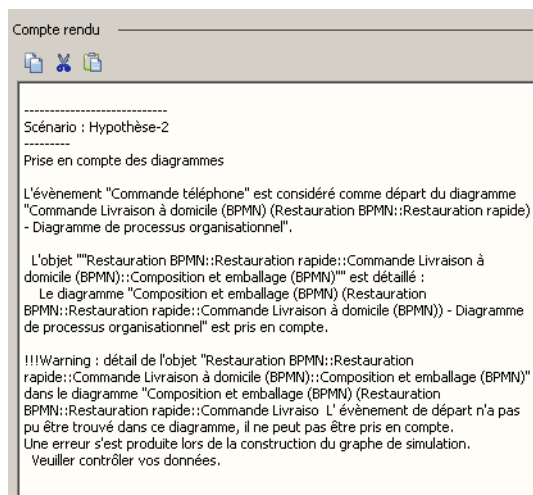 Compte rendu
---------------------------
Scénario : Hypothèse-2
---------
Prise en compte des diagrammes
L'évènement "Commande téléphone" est considéré comme départ du diagramme
"Commande Livraison à domicile (BPMN) (Restauration BPMN::Restauration rapide)
- Diagramme de processus organisationnel".
L'objet ""Restauration BPMN::Restauration rapide::Commande Livraison à
domicile (BPMN)::Composition et emballage (BPMN)"" est détaillé :
Le diagramme "Composition et emballage (BPMN) (Restauration
BPMN::Restauration rapide::Commande Livraison à domicile (BPMN)) - Diagramme
de processus organisationnel" est pris en compte.
!!!Warning : détail de l'objet "Restauration BPMN::Restauration
rapide::Commande Livraison à domicile (BPMN)::Composition et emballage (BPMN)"
dans le diagramme "Composition et emballage (BPMN) (Restauration
BPMN::Restauration rapide::Commande Livraiso L' évènement de départ n'a pas
pu être trouvé dans ce diagramme, il ne peut pas être pris en compte.
Une erreur s'est produite lors de la construction du graphe de simulation.
Veuiller contrôler vos données.